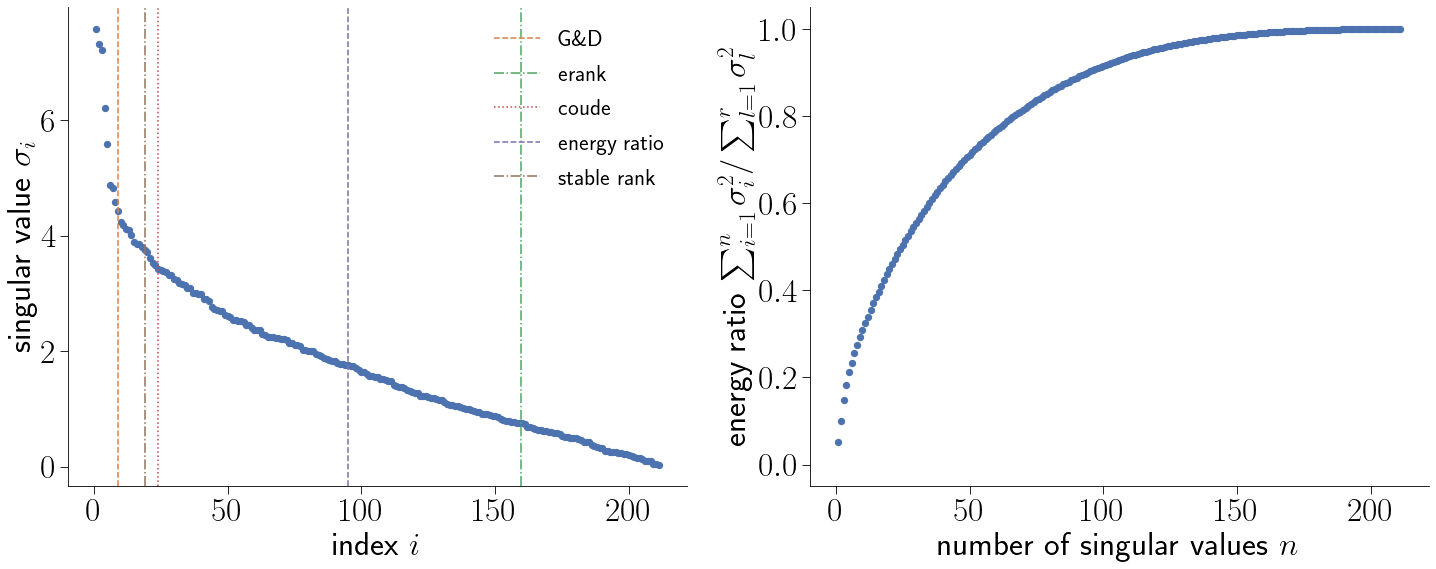 singular value σ_i
6
4
2
0
G&D
erank
coude
energy ratio
stable rank
0 50 100 150 200
index i
energy ratio ∑_{i=1}^{n} σ_i^2 / ∑_{l=1}^{r} σ_l^2
1.0
0.8
0.6
0.4
0.2
0.0
0 50 100 150 200
number of singular values n